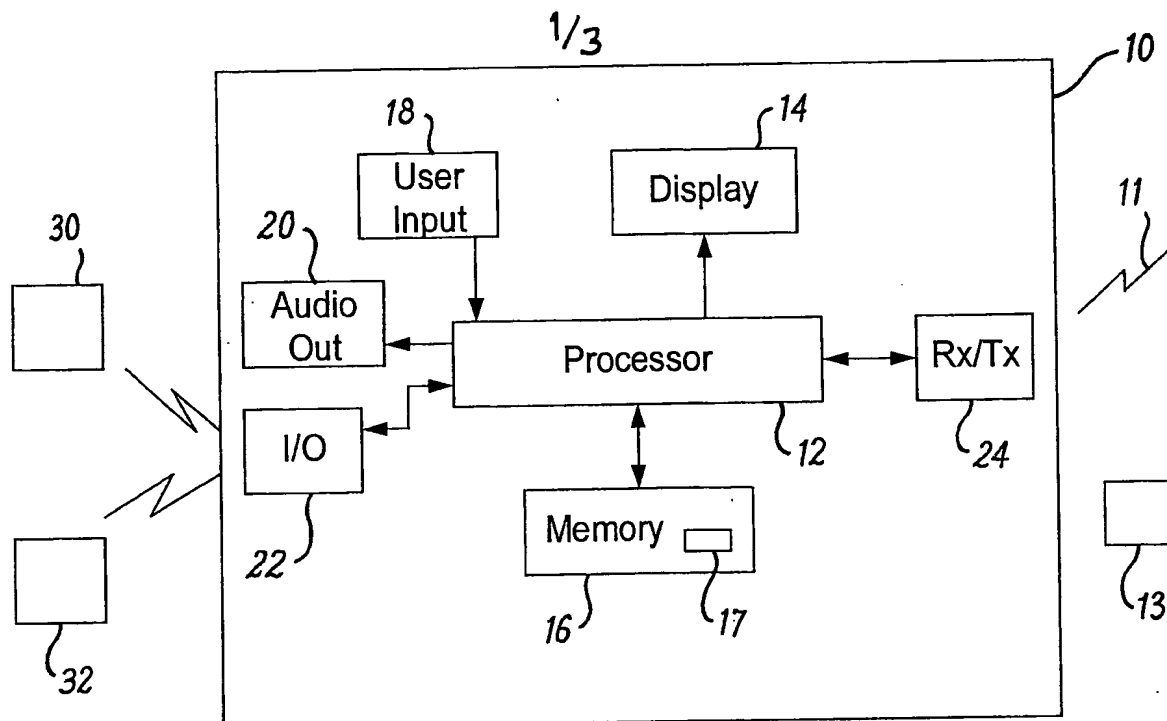 1/3
10
18
14
User
Input
Display
11
30
20
Audio
Out
Processor
Rx/Tx
I/O
12
24
22
Memory
16
17
13
32